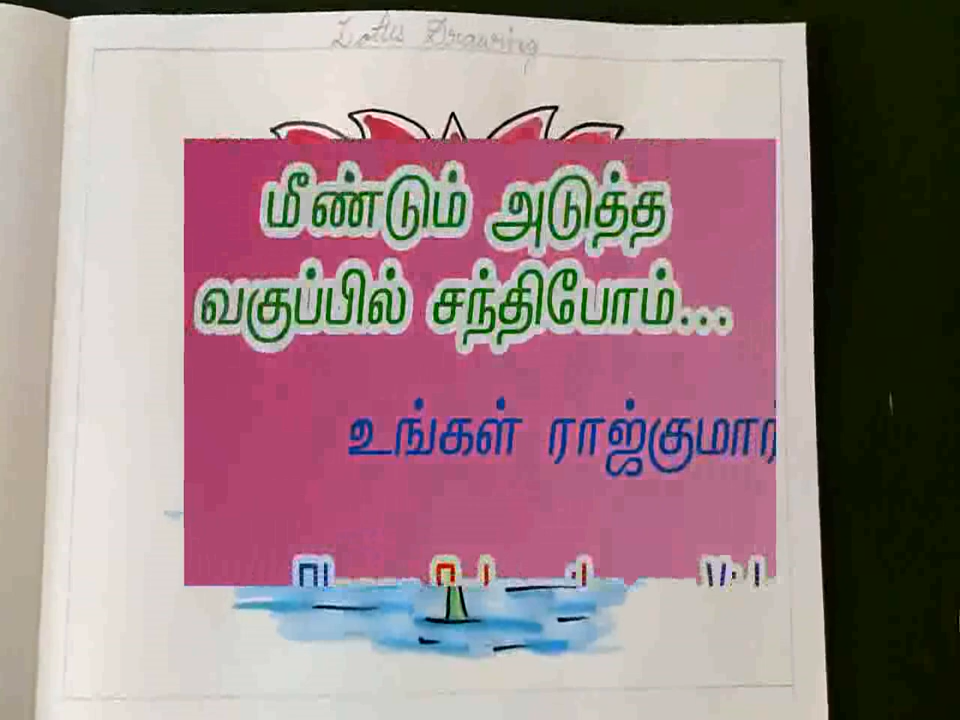 Lotus Drawing
மீண்டும் அடுத்த
வகுப்பில் சந்திபோம்...
உங்கள் ராஜ்குமார்